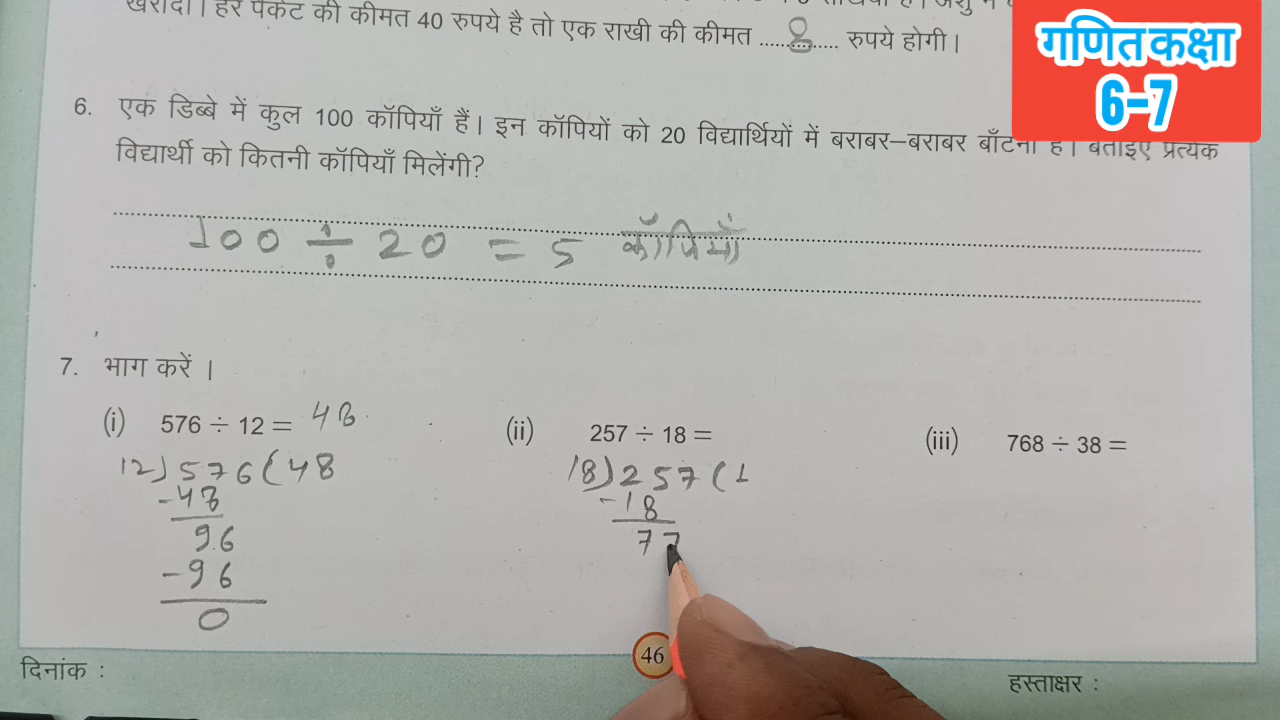 खरीदी। हर पैकेट की कीमत 40 रुपये है तो एक राखी की कीमत ..... 8 ..... रुपये होगी।
गणित कक्षा
6-7
6. एक डिब्बे में कुल 100 कॉपियाँ हैं। इन कॉपियों को 20 विद्यार्थियों में बराबर-बराबर बाँटना है। बताइए प्रत्येक
विद्यार्थी को कितनी कॉपियाँ मिलेंगी?
100 ÷ 20 = 5 कॉपियाँ
7. भाग करें।
(i) 576 ÷ 12 = 48 (ii) 257 ÷ 18 = (iii) 768 ÷ 38 =
12) 576 ( 48 18) 257 ( 1
-48 -18
96 77
-96
0
46
दिनांक : हस्ताक्षर :